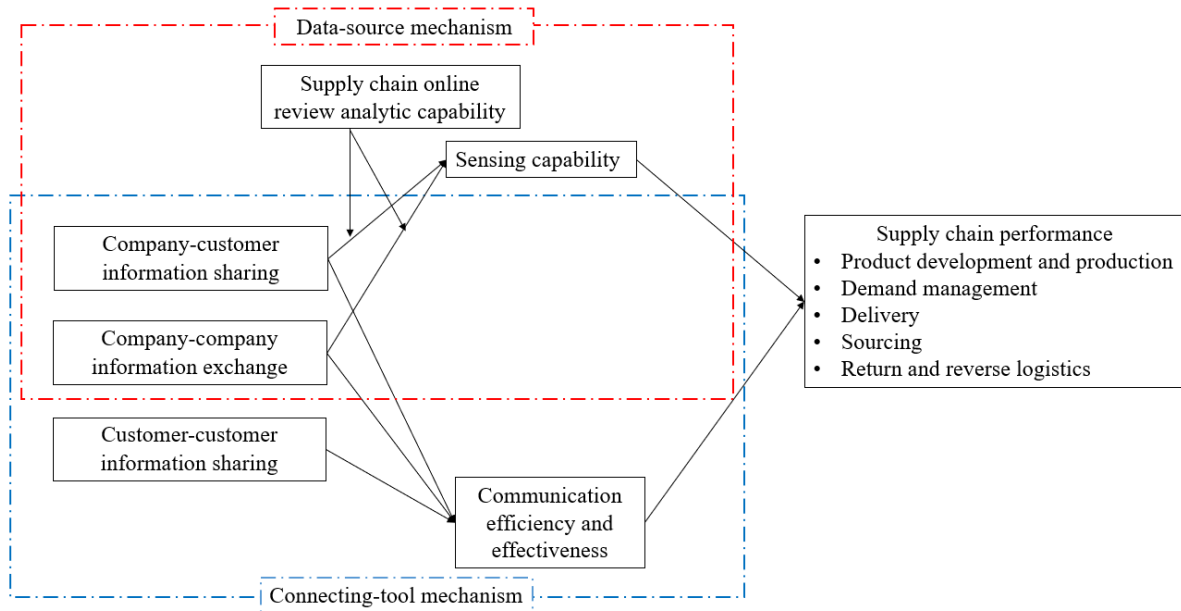 Data-source mechanism
Supply chain online
review analytic capability
Sensing capability
Company-customer
information sharing
Company-company
information exchange
Customer-customer
information sharing
Communication
efficiency and
effectiveness
Supply chain performance
• Product development and production
• Demand management
• Delivery
• Sourcing
• Return and reverse logistics
Connecting-tool mechanism